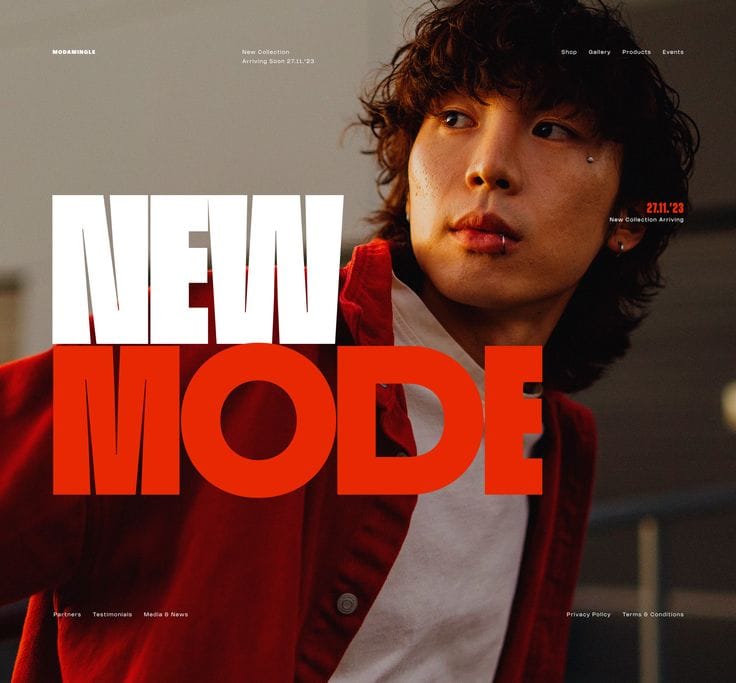 MODAWINGLE
New Collection
Arriving Soon 27.11.'23
Shop Gallery Products Events
27.11.'23
New Collection Arriving
NEW
MODE
Partners Testimonials Media & News
Privacy Policy Terms & Conditions